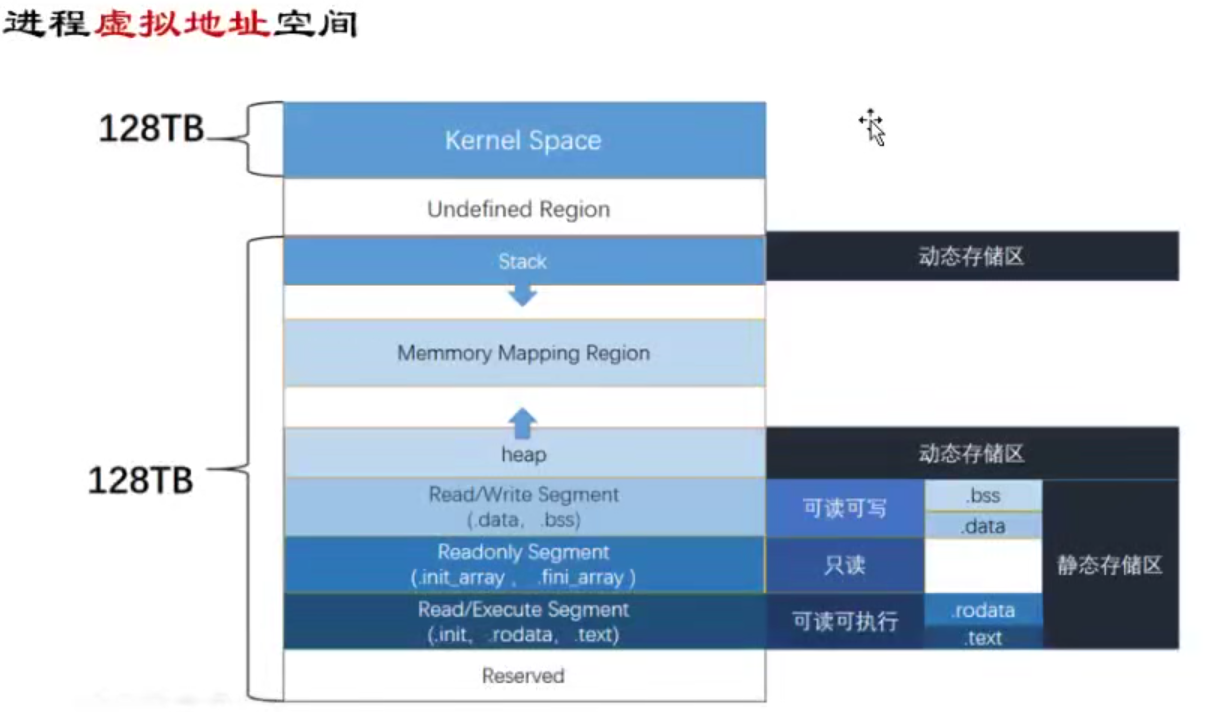 进程虚拟地址空间
128TB
Kernel Space
Undefined Region
Stack
动态存储区
Memmory Mapping Region
heap
动态存储区
128TB
Read/Write Segment
(.data, .bss)
可读可写
.bss
.data
Readonly Segment
(.init_array , .fini_array )
只读
静态存储区
Read/Execute Segment
(.init, .rodata, .text)
可读可执行
.rodata
.text
Reserved